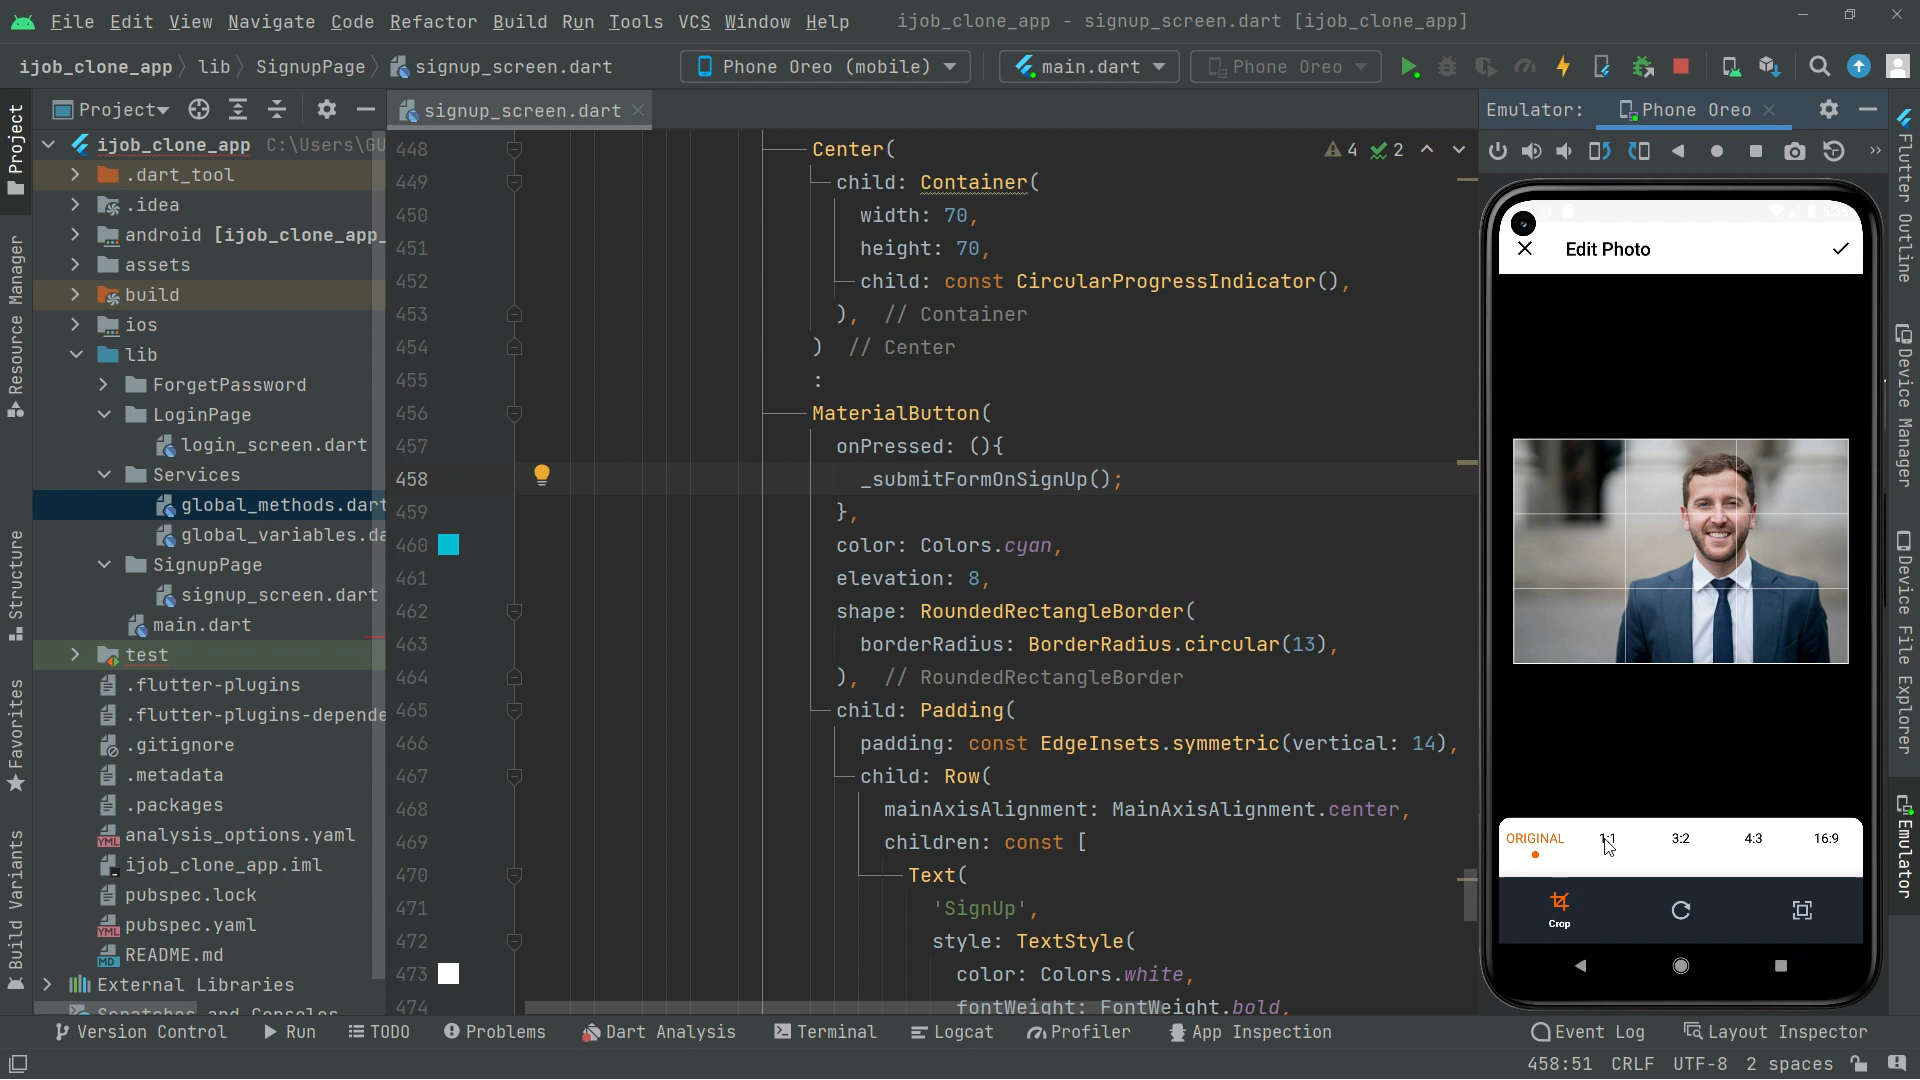 File Edit View Navigate Code Refactor Build Run Tools VCS Window Help ijob_clone_app - signup_screen.dart [ijob_clone_app]
ijob_clone_app lib SignupPage signup_screen.dart Phone Oreo (mobile) main.dart Phone Oreo
Project signup_screen.dart Emulator: Phone Oreo
ijob_clone_app C:\Users\GU
.dart_tool
.idea
android [ijob_clone_app_
assets
build
ios
lib
ForgetPassword
LoginPage
login_screen.dart
Services
global_methods.dart
global_variables.da
SignupPage
signup_screen.dart
main.dart
test
.flutter-plugins
.flutter-plugins-depende
.gitignore
.metadata
.packages
analysis_options.yaml
ijob_clone_app.iml
pubspec.lock
pubspec.yaml
README.md
External Libraries
Scratches and Consoles
Project
Resource Manager
Structure
Favorites
Build Variants
4 2
448 Center(
449 child: Container(
450 width: 70,
451 height: 70,
452 child: const CircularProgressIndicator(),
453 ), // Container
454 ) // Center
455 :
456 MaterialButton(
457 onPressed: (){
458 _submitFormOnSignUp();
459 },
460 color: Colors.cyan,
461 elevation: 8,
462 shape: RoundedRectangleBorder(
463 borderRadius: BorderRadius.circular(13),
464 ), // RoundedRectangleBorder
465 child: Padding(
466 padding: const EdgeInsets.symmetric(vertical: 14),
467 child: Row(
468 mainAxisAlignment: MainAxisAlignment.center,
469 children: const [
470 Text(
471 'SignUp',
472 style: TextStyle(
473 color: Colors.white,
474 fontWeight: FontWeight.bold,
Edit Photo
ORIGINAL 1:1 3:2 4:3 16:9
Crop
Flutter Outline
Device Manager
Device File Explorer
Emulator
Version Control Run TODO Problems Dart Analysis Terminal Logcat Profiler App Inspection Event Log Layout Inspector
458:51 CRLF UTF-8 2 spaces